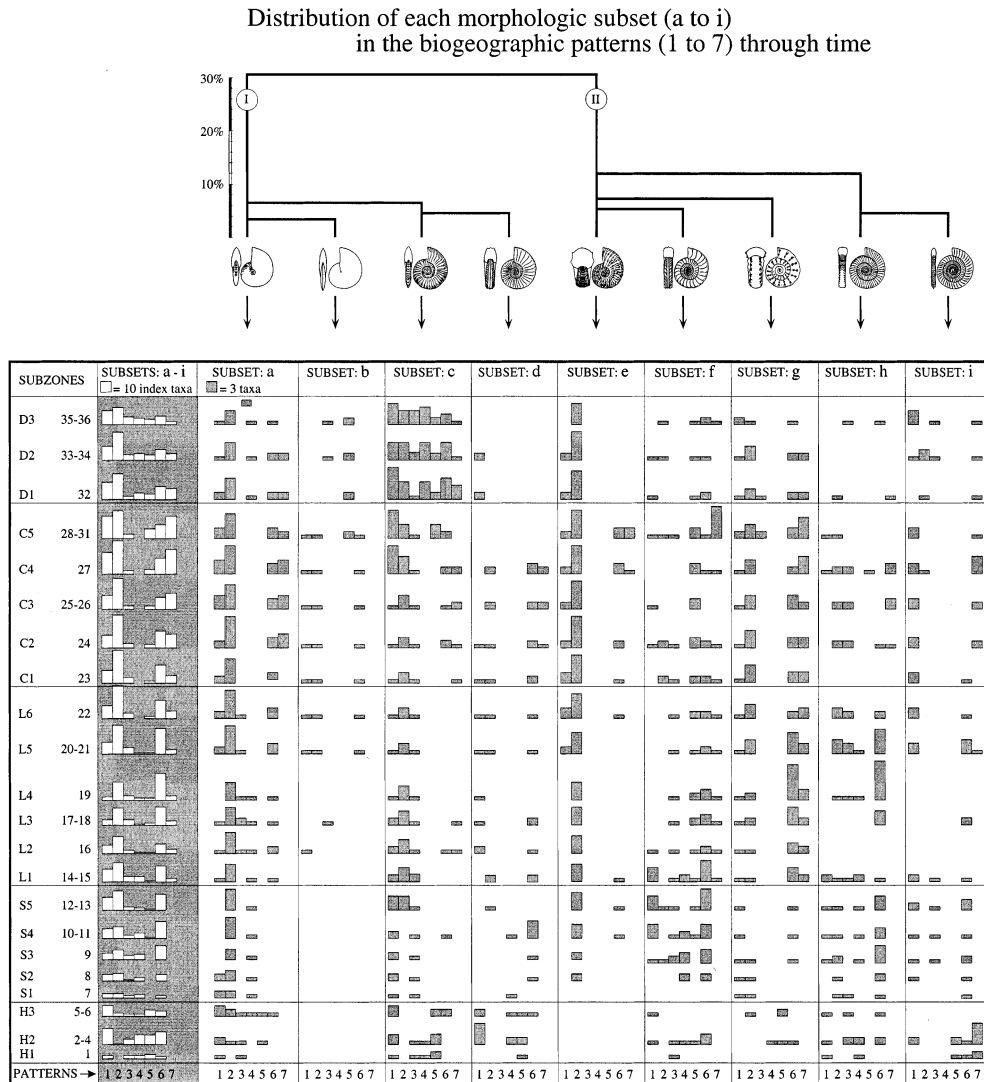 Distribution of each morphologic subset (a to i)
in the biogeographic patterns (1 to 7) through time
30%
20%
10%
I
II
SUBZONES
SUBSETS: a - i
= 10 index taxa
SUBSET: a
= 3 taxa
SUBSET: b
SUBSET: c
SUBSET: d
SUBSET: e
SUBSET: f
SUBSET: g
SUBSET: h
SUBSET: i
D3 35-36
D2 33-34
D1 32
C5 28-31
C4 27
C3 25-26
C2 24
C1 23
L6 22
L5 20-21
L4 19
L3 17-18
L2 16
L1 14-15
S5 12-13
S4 10-11
S3 9
S2 8
S1 7
H3 5-6
H2 2-4
H1 1
PATTERNS → 1 2 3 4 5 6 7 1 2 3 4 5 6 7 1 2 3 4 5 6 7 1 2 3 4 5 6 7 1 2 3 4 5 6 7 1 2 3 4 5 6 7 1 2 3 4 5 6 7 1 2 3 4 5 6 7 1 2 3 4 5 6 7 1 2 3 4 5 6 7